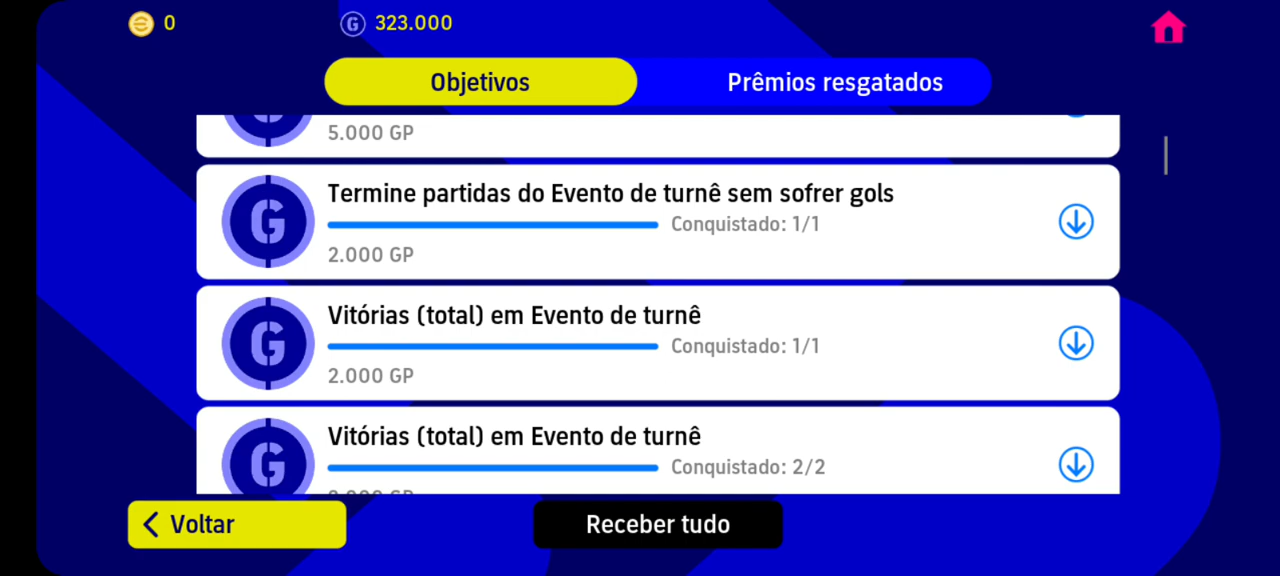 0
323.000
Objetivos
Prêmios resgatados
5.000 GP
Termine partidas do Evento de turnê sem sofrer gols
Conquistado: 1/1
2.000 GP
Vitórias (total) em Evento de turnê
Conquistado: 1/1
2.000 GP
Vitórias (total) em Evento de turnê
Conquistado: 2/2
Voltar
Receber tudo